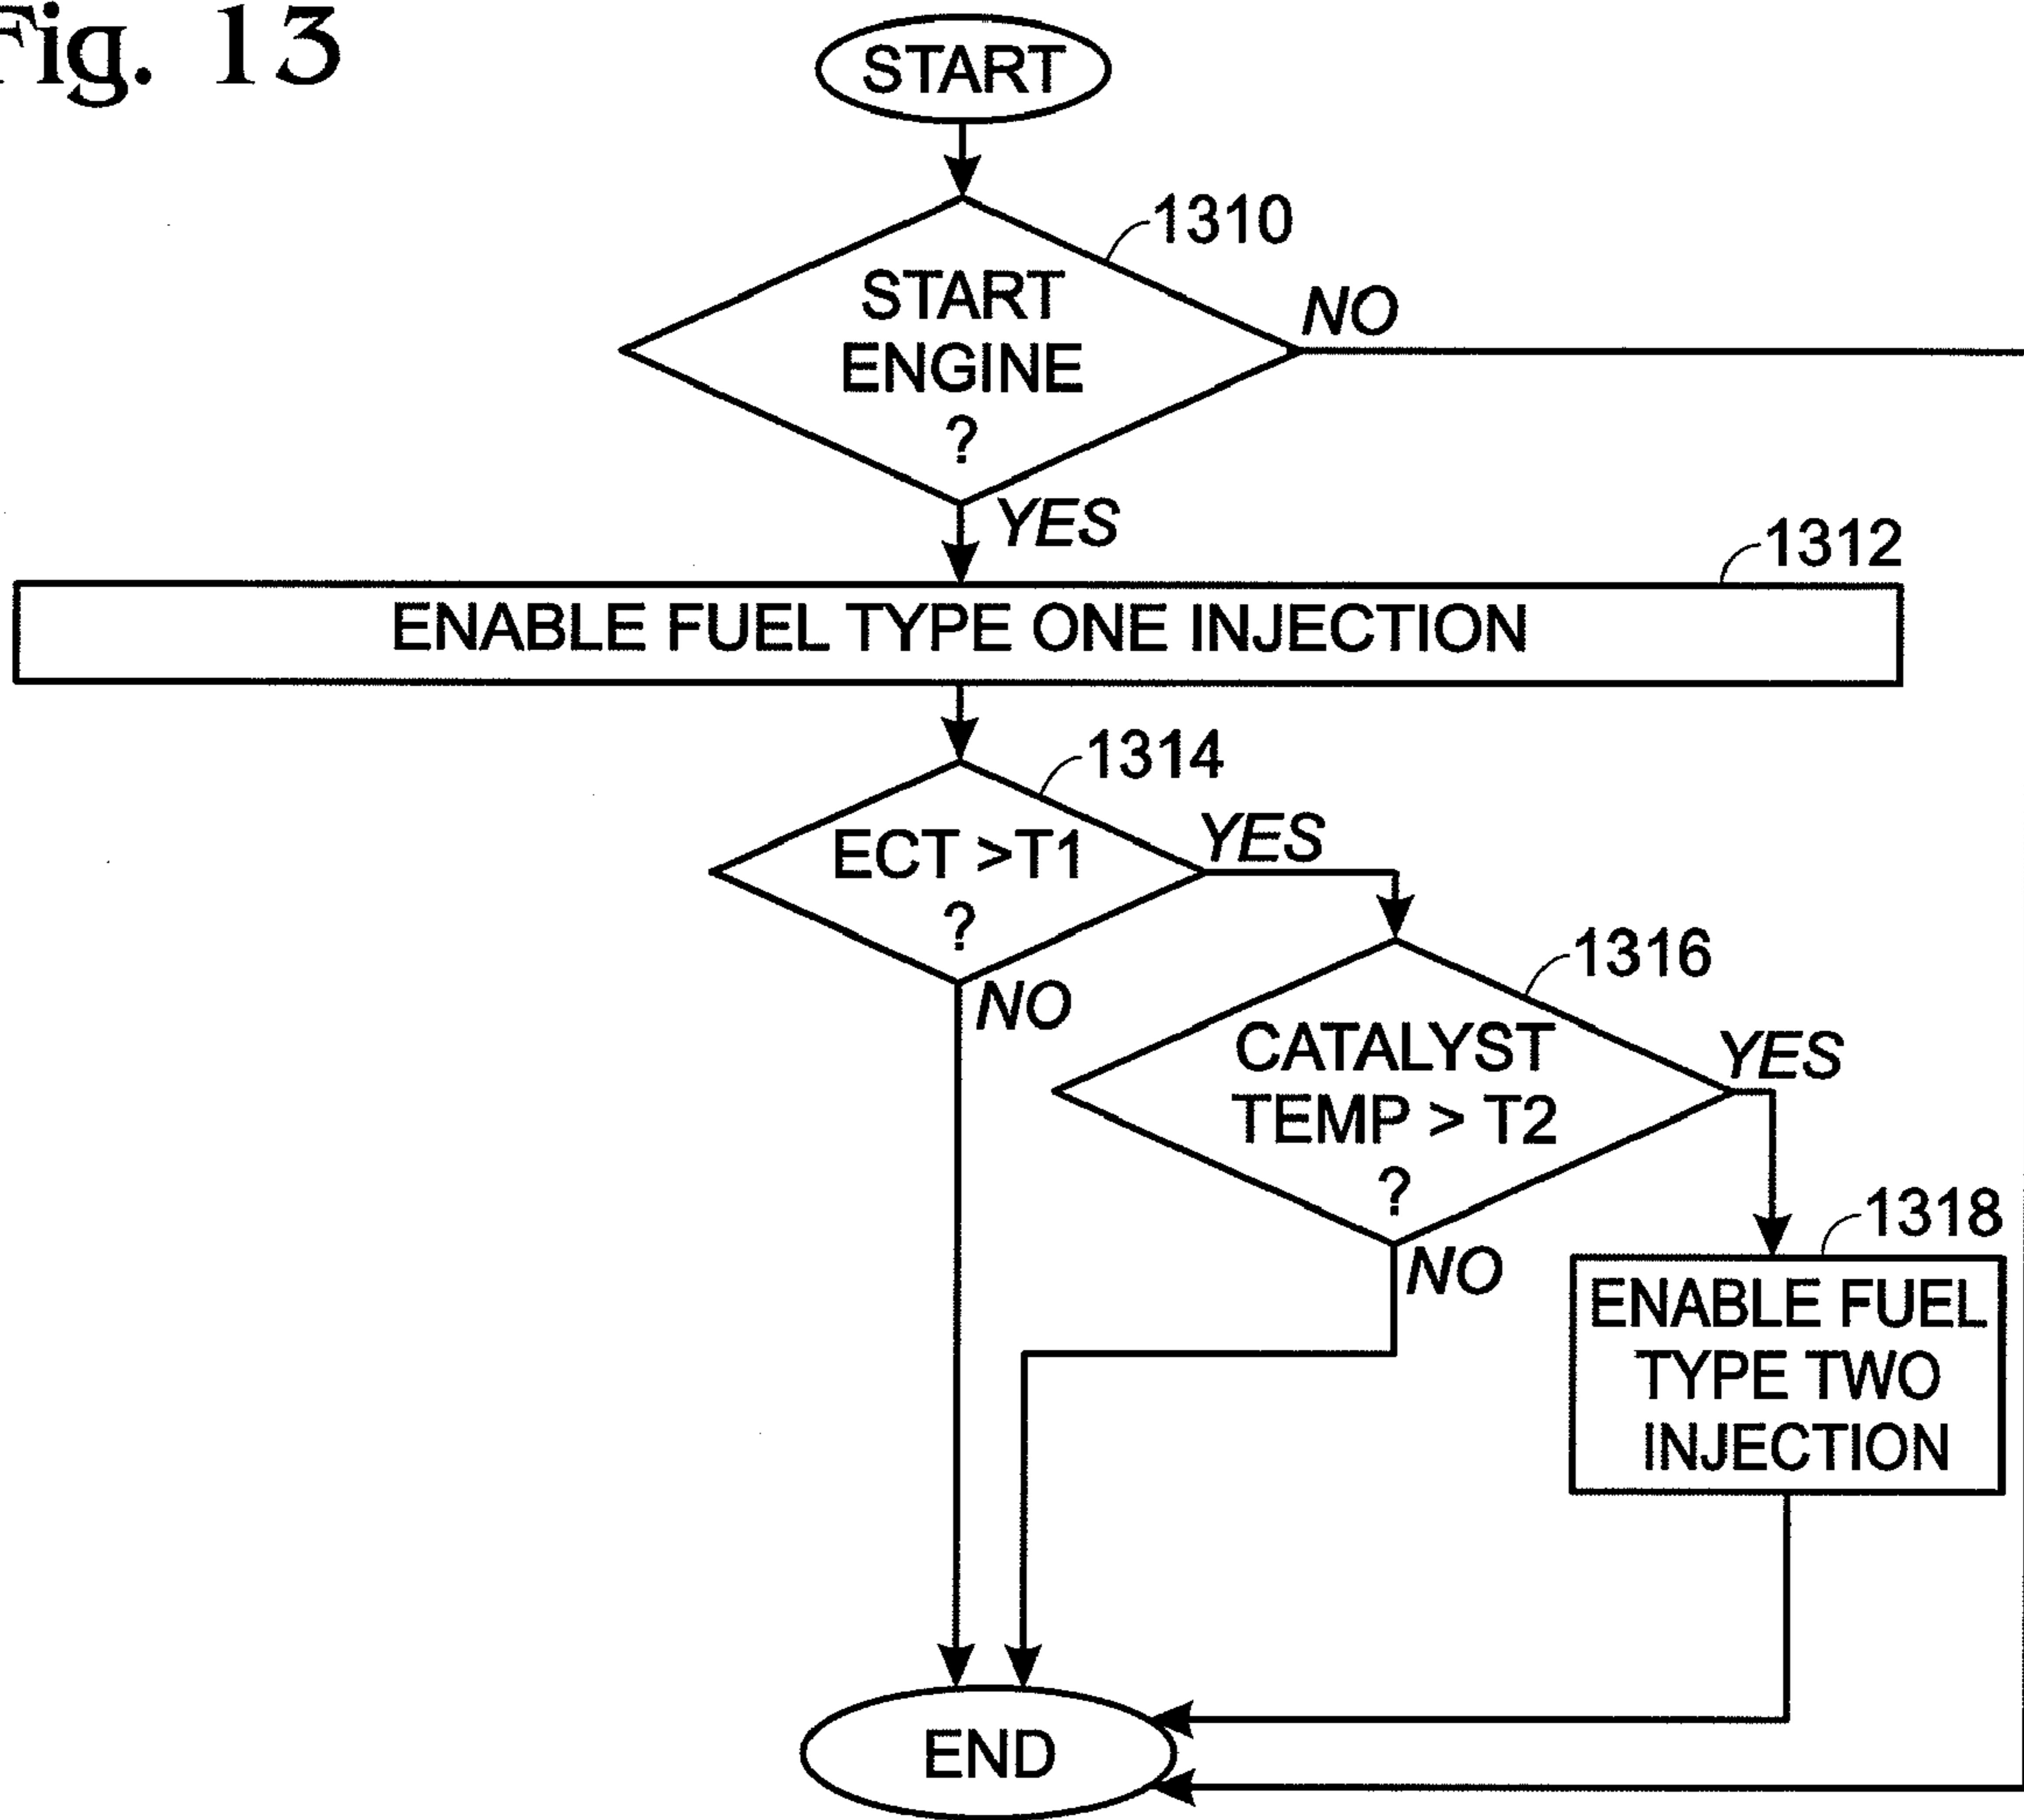 Fig. 13
START
1310
START
ENGINE
?
NO
YES
1312
ENABLE FUEL TYPE ONE INJECTION
1314
ECT >T1
?
YES
NO
1316
CATALYST
TEMP > T2
?
YES
NO
1318
ENABLE FUEL
TYPE TWO
INJECTION
END